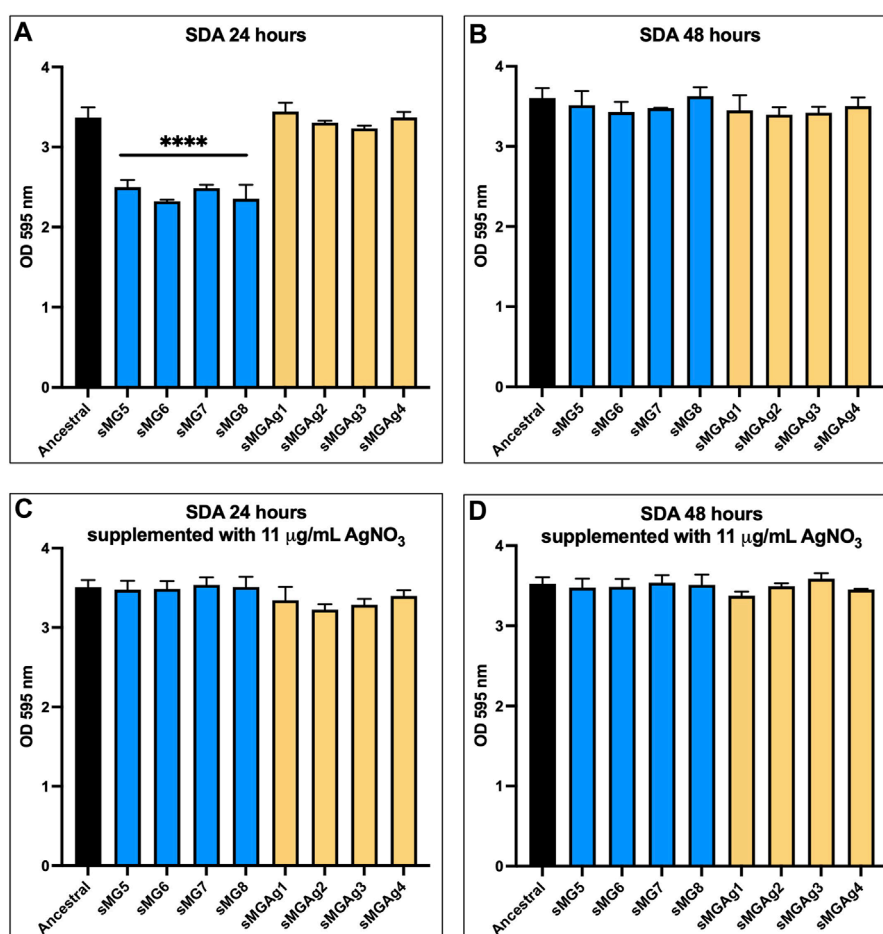 A
SDA 24 hours
4
3
2
1
0
OD 595 nm
****
Ancestral
sMG5
sMG6
sMG7
sMG8
sMGAg1
sMGAg2
sMGAg3
sMGAg4
B
SDA 48 hours
4
3
2
1
0
OD 595 nm
Ancestral
sMG5
sMG6
sMG7
sMG8
sMGAg1
sMGAg2
sMGAg3
sMGAg4
C
SDA 24 hours
supplemented with 11 μg/mL AgNO₃
4
3
2
1
0
OD 595 nm
Ancestral
sMG5
sMG6
sMG7
sMG8
sMGAg1
sMGAg2
sMGAg3
sMGAg4
D
SDA 48 hours
supplemented with 11 μg/mL AgNO₃
4
3
2
1
0
OD 595 nm
Ancestral
sMG5
sMG6
sMG7
sMG8
sMGAg1
sMGAg2
sMGAg3
sMGAg4